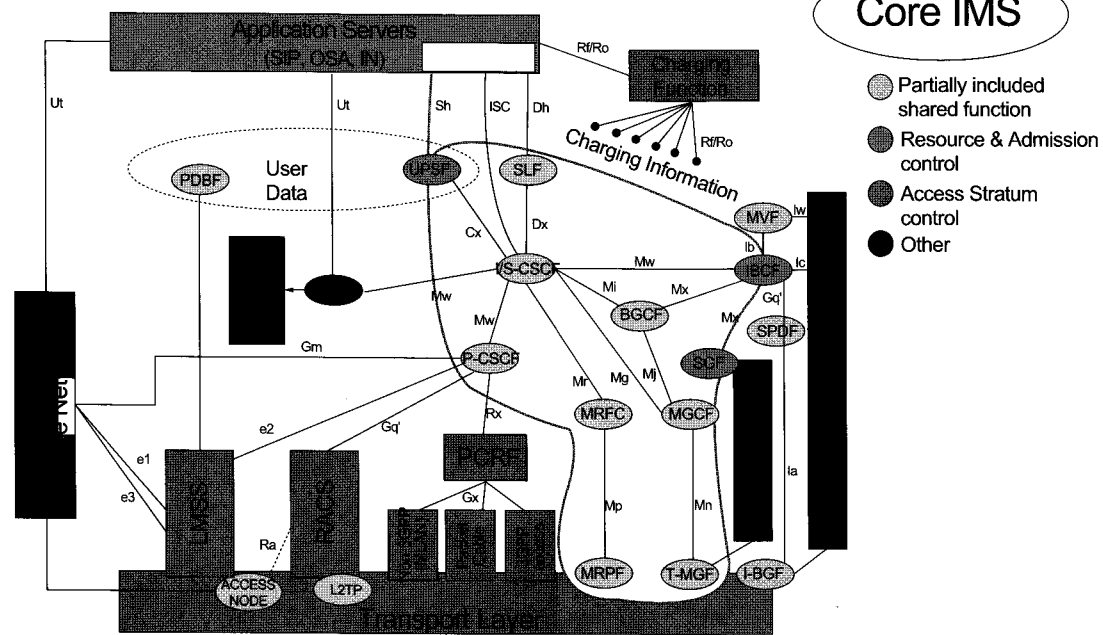 Core IMS
Application Servers
(SIP, OSA, IN)
Rf/Ro
Charging
Function
Partially included
shared function
Resource & Admission
control
Access Stratum
control
Other
Ut
Ut
Sh
ISC
Dh
Rf/Ro
Charging Information
PDBF
User
Data
UPSF
SLF
MVF
Iw
Cx
Dx
Ib
I/S-CSCF
Mw
IBCF
Ic
Mw
Mi
Mx
Gq'
BGCF
Mx
SPDF
Mw
Gm
P-CSCF
SGF
Mr
Mg
Mj
Rx
MRFC
MGCF
e2
Gq'
e1
PCRF
Ia
e3
LMSS
RACS
Gx
Mp
Mn
Ra
MRPF
T-MGF
I-BGF
ACCESS
NODE
L2TP
Transport Layer